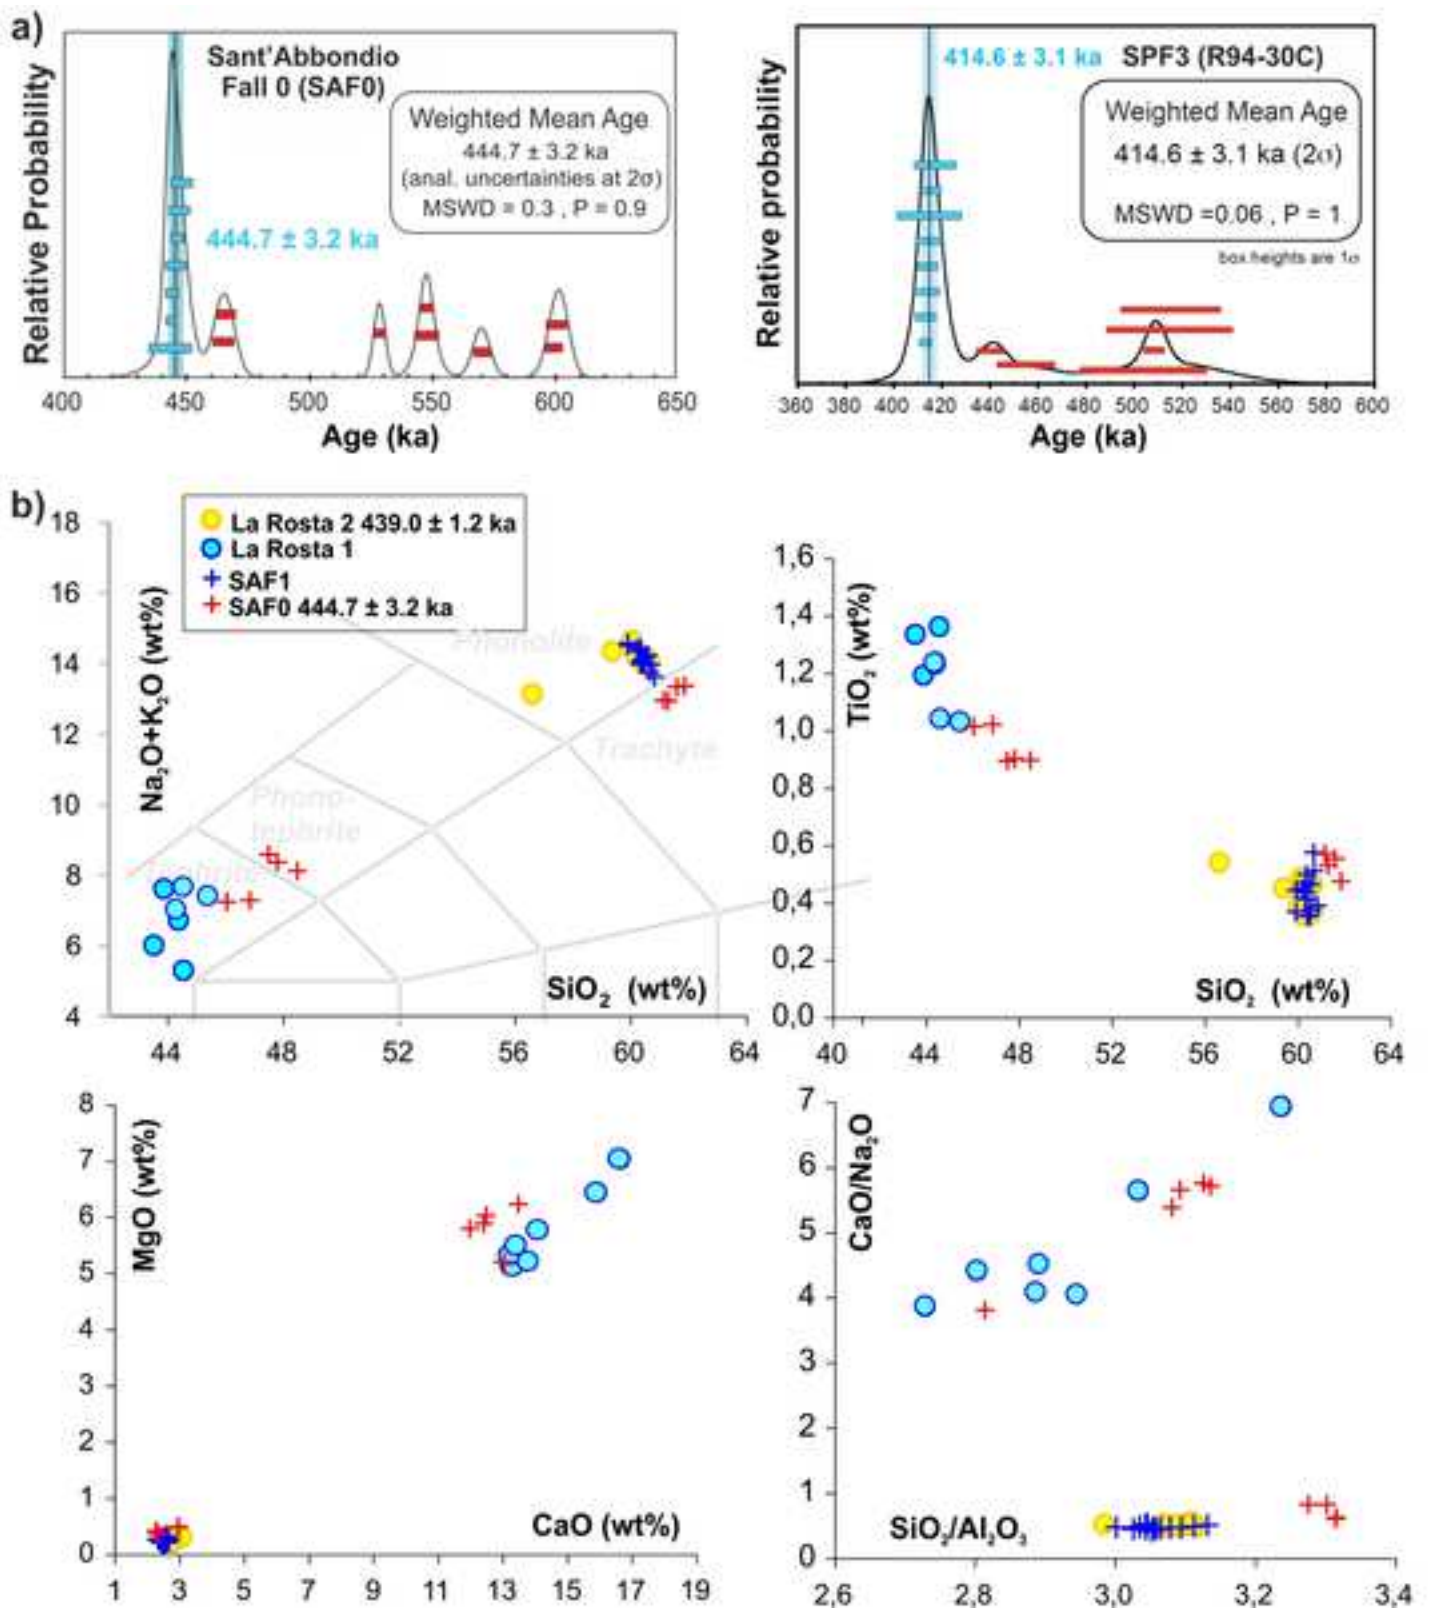 a)
Relative Probability
Sant'Abbondio
Fall 0 (SAF0)
Weighted Mean Age
444.7 ± 3.2 ka
(anal. uncertainties at 2σ)
MSWD = 0.3 , P = 0.9
444.7 ± 3.2 ka
400 450 500 550 600 650
Age (ka)
Relative probability
414.6 ± 3.1 ka SPF3 (R94-30C)
Weighted Mean Age
414.6 ± 3.1 ka (2σ)
MSWD =0.06 , P = 1
box heights are 1σ
360 380 400 420 440 460 480 500 520 540 560 580 600
Age (ka)
b)
La Rosta 2 439.0 ± 1.2 ka
La Rosta 1
SAF1
SAF0 444.7 ± 3.2 ka
Na₂O+K₂O (wt%)
18
16
14
12
10
8
6
4
Phonolite
Trachyte
Phono-
tephrite
Tephrite
SiO₂ (wt%)
44 48 52 56 60 64
TiO₂ (wt%)
1,6
1,4
1,2
1,0
0,8
0,6
0,4
0,2
0,0
SiO₂ (wt%)
40 44 48 52 56 60 64
MgO (wt%)
8
7
6
5
4
3
2
1
0
CaO (wt%)
1 3 5 7 9 11 13 15 17 19
CaO/Na₂O
7
6
5
4
3
2
1
0
SiO₂/Al₂O₃
2,6 2,8 3,0 3,2 3,4